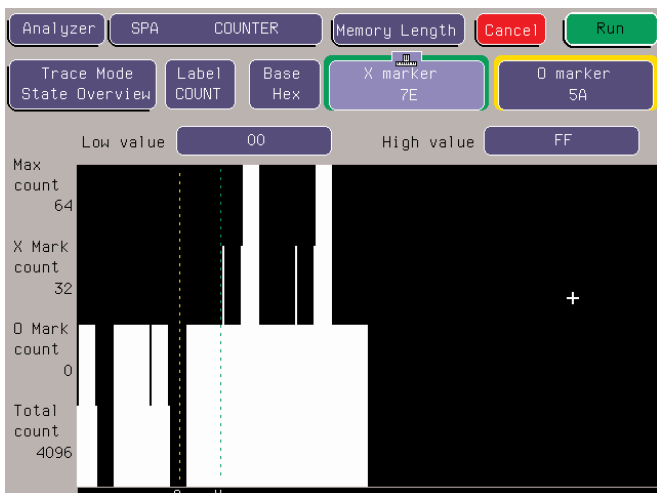 Analyzer SPA COUNTER Memory Length Cancel Run
Trace Mode Label Base X marker O marker
State Overview COUNT Hex 7E 5A
Low value 00 High value FF
Max
count
64
X Mark
count
32
O Mark
count
0
Total
count
4096